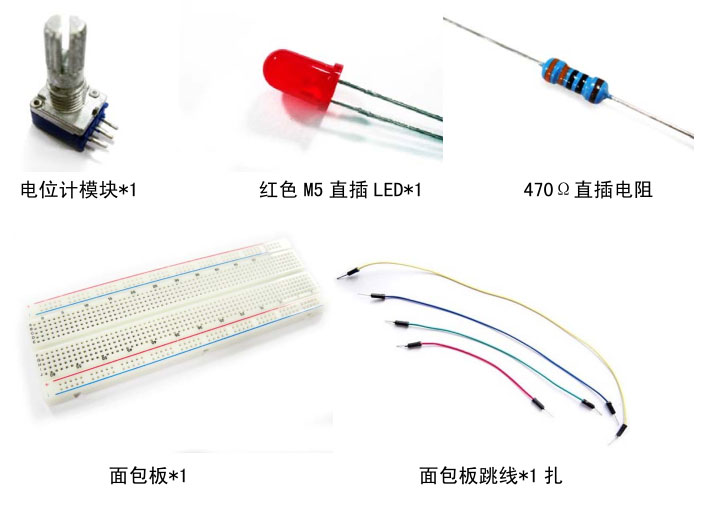 电位计模块*1
红色 M5 直插 LED*1
470Ω直插电阻
面包板*1
面包板跳线*1 扎